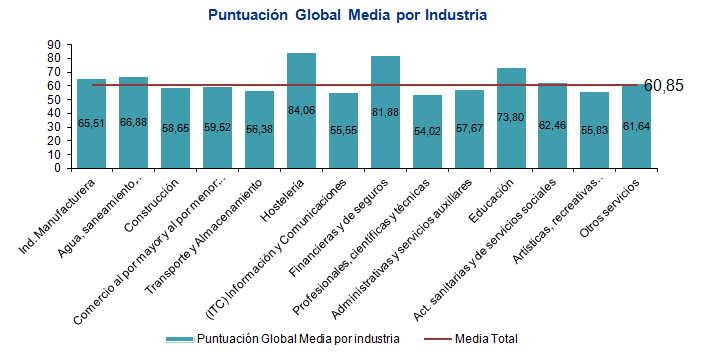 Puntuación Global Media por Industria
90
80
70
60
50
40
30
20
10
0
65,51
66,88
58,65
59,52
56,38
84,06
55,55
81,88
54,02
57,67
73,80
62,46
55,83
61,64
60,85
Ind. Manufacturera
Agua, saneamiento,..
Construcción
Comercio al por mayor y al por menor;..
Transporte y Almacenamiento
Hostelería
(ITC) Información y Comunicaciones
Financieras y de seguros
Profesionales, científicas y técnicas
Administrativas y servicios auxiliares
Educación
Act. sanitarias y de servicios sociales
Artísticas, recreativas..
Otros servicios
Puntuación Global Media por industria
Media Total